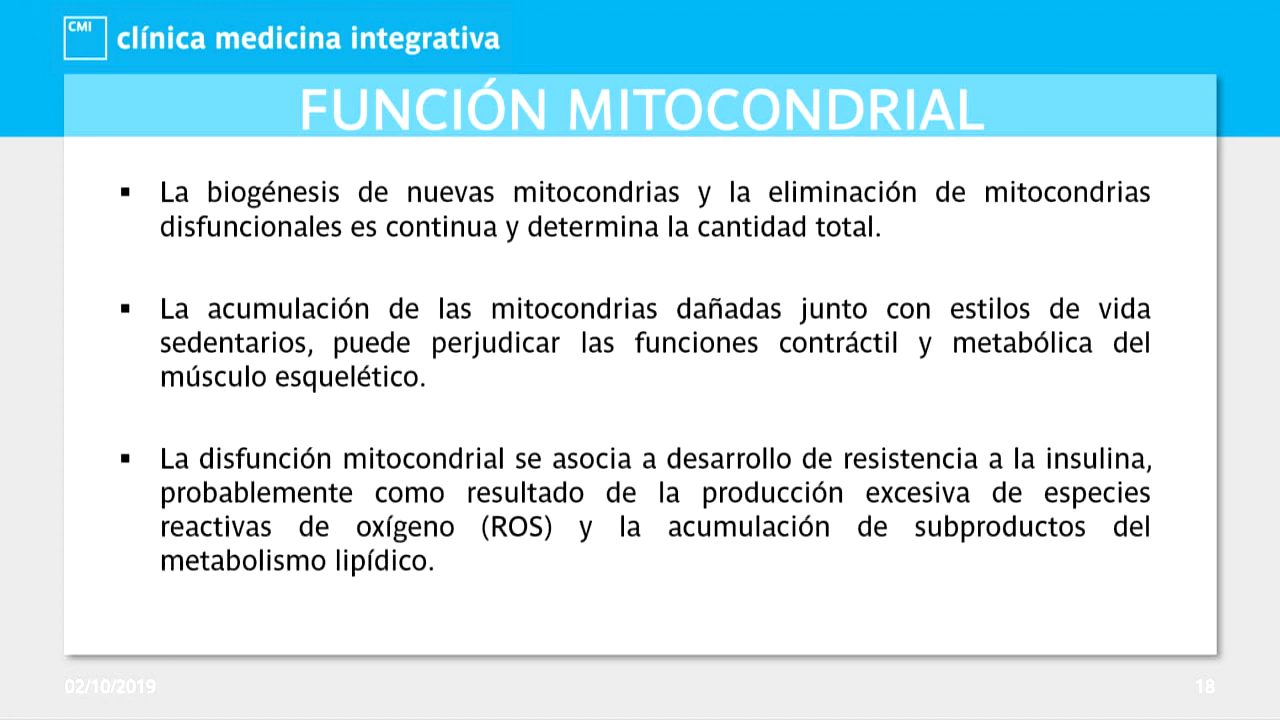 CMI
clínica medicina integrativa
FUNCIÓN MITOCONDRIAL
▪ La biogénesis de nuevas mitocondrias y la eliminación de mitocondrias
disfuncionales es continua y determina la cantidad total.
▪ La acumulación de las mitocondrias dañadas junto con estilos de vida
sedentarios, puede perjudicar las funciones contráctil y metabólica del
músculo esquelético.
▪ La disfunción mitocondrial se asocia a desarrollo de resistencia a la insulina,
probablemente como resultado de la producción excesiva de especies
reactivas de oxígeno (ROS) y la acumulación de subproductos del
metabolismo lipídico.
02/10/2019
18